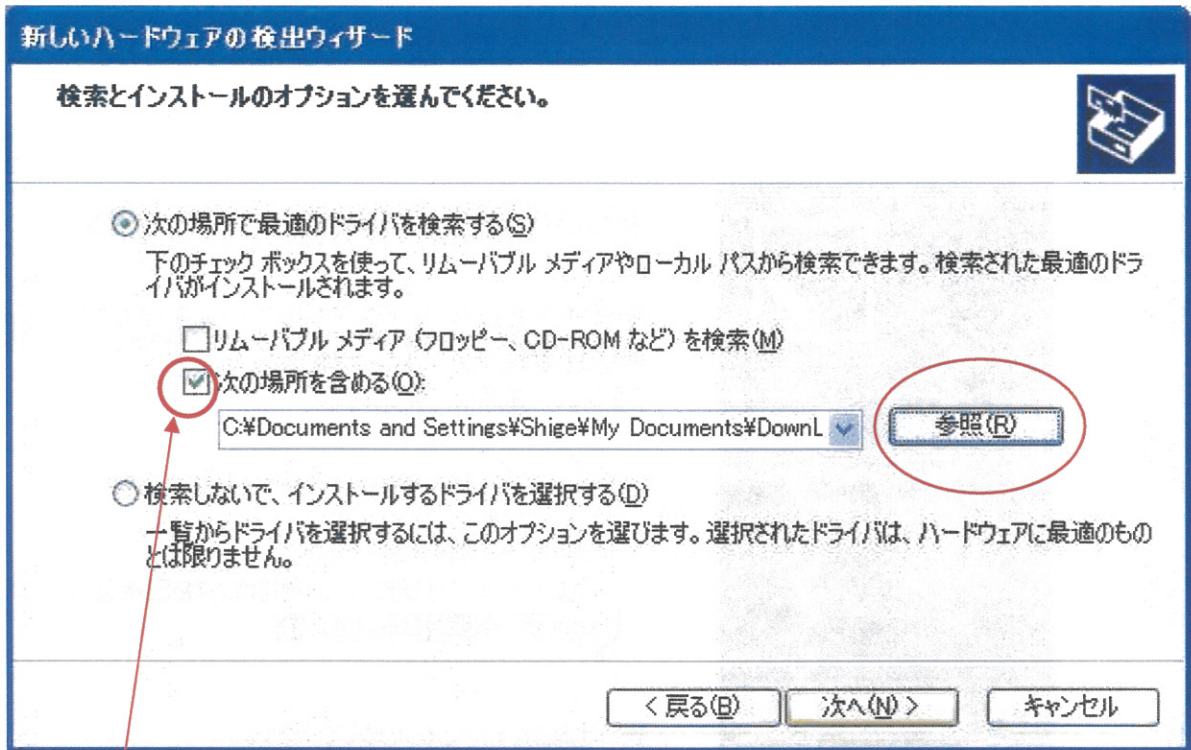 新しいハードウェアの検出ウィザード
検索とインストールのオプションを選んでください。
次の場所で最適のドライバを検索する(S)
下のチェック ボックスを使って、リムーバブル メディアやローカル パスから検索できます。検索された最適のドラ
イバがインストールされます。
リムーバブル メディア (フロッピー、CD-ROM など) を検索(M)
次の場所を含める(O):
C:¥Documents and Settings¥Shige¥My Documents¥DownL
参照(R)
検索しないで、インストールするドライバを選択する(D)
一覧からドライバを選択するには、このオプションを選びます。選択されたドライバは、ハードウェアに最適のもの
とは限りません。
< 戻る(B) 次へ(N) > キャンセル